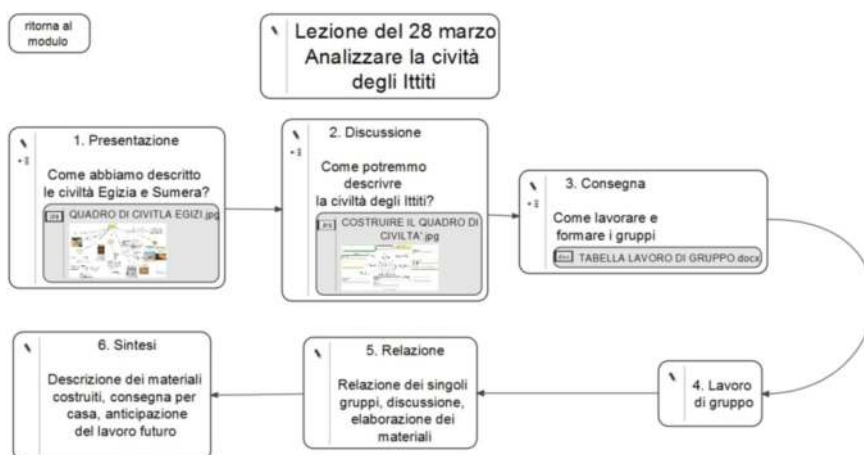 ritorna al
modulo
Lezione del 28 marzo
Analizzare la cività
degli Ittiti
1. Presentazione
Come abbiamo descritto
le civiltà Egizia e Sumera?
QUADRO DI CIVITLA EGIZI.jpg
2. Discussione
Come potremmo
descrivre
la civiltà degli Ittiti?
COSTRUIRE IL QUADRO DI
CIVILTA'.jpg
3. Consegna
Come lavorare e
formare i gruppi
TABELLA LAVORO DI GRUPPO.docx
4. Lavoro
di gruppo
5. Relazione
Relazione dei singoli
gruppi, discussione,
elaborazione dei
materiali
6. Sintesi
Descrizione dei materiali
costruiti, consegna per
casa, anticipazione
del lavoro futuro